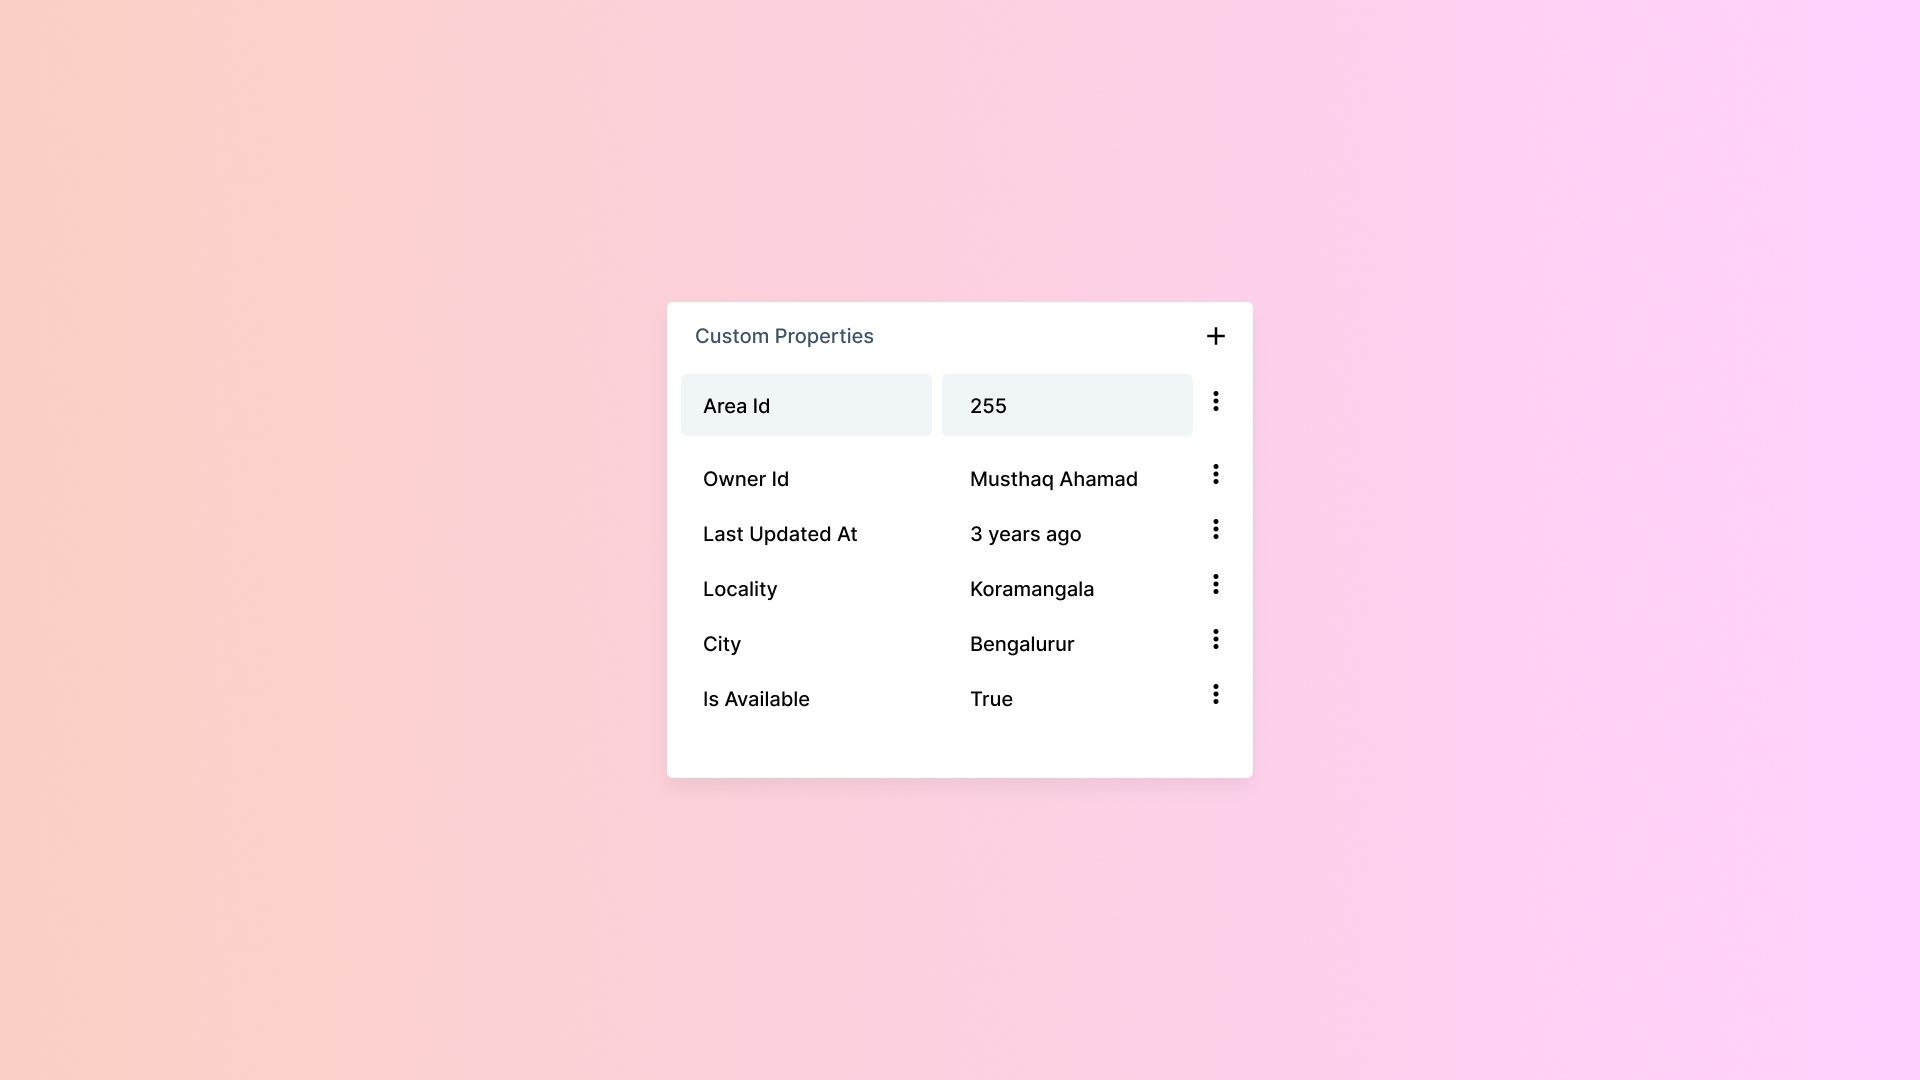 Custom Properties
Area Id 255
Owner Id Musthaq Ahamad
Last Updated At 3 years ago
Locality Koramangala
City Bengalurur
Is Available True